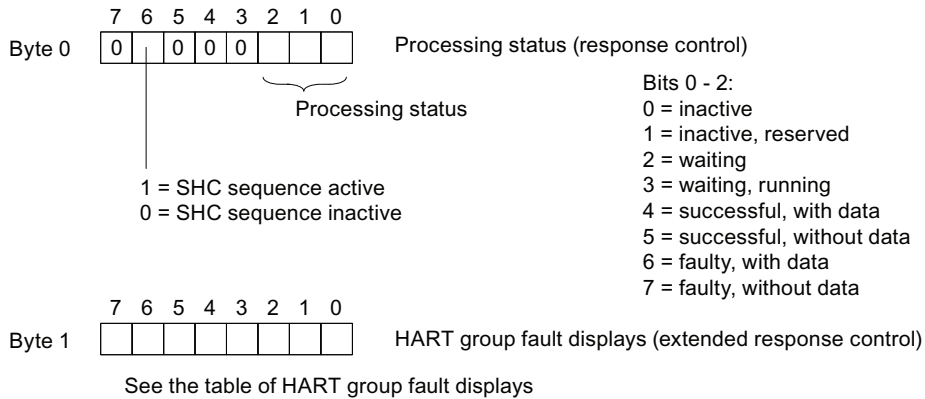 7 6 5 4 3 2 1 0
Byte 0 0 0 0 0 Processing status (response control)
Processing status
Bits 0 - 2:
0 = inactive
1 = inactive, reserved
2 = waiting
3 = waiting, running
4 = successful, with data
5 = successful, without data
6 = faulty, with data
7 = faulty, without data
1 = SHC sequence active
0 = SHC sequence inactive
7 6 5 4 3 2 1 0
Byte 1 HART group fault displays (extended response control)
See the table of HART group fault displays